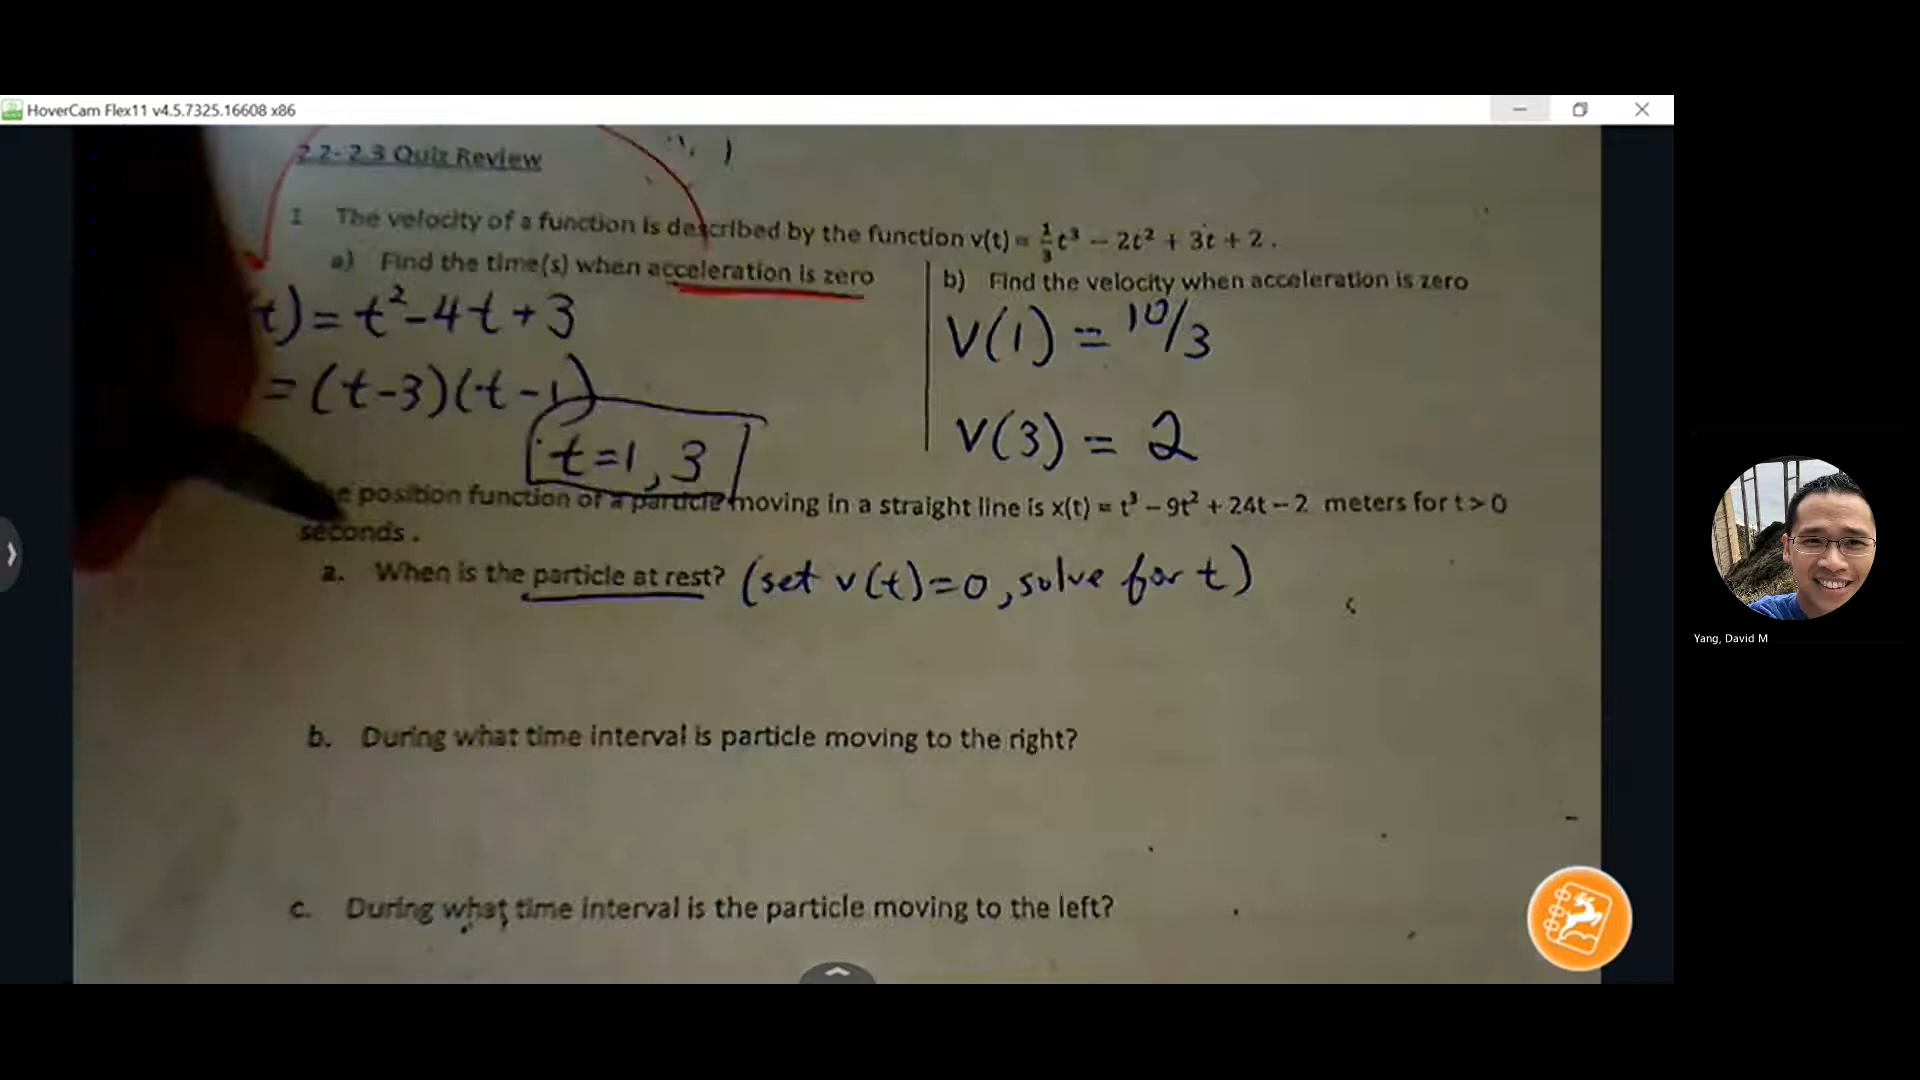 HoverCam Flex11 v4.5.7325.16608 x86
2.2-2.3 Quiz Review
1 The velocity of a function is described by the function v(t) = 1/3 t³ − 2t² + 3t + 2 .
a) Find the time(s) when acceleration is zero
b) Find the velocity when acceleration is zero
t) = t² - 4t + 3
= (t-3)(t-1)
t=1, 3
V(1) = 10/3
V(3) = 2
position function of a particle moving in a straight line is x(t) = t³ − 9t² + 24t − 2 meters for t > 0
seconds .
a. When is the particle at rest? (set v(t)=0, solve for t)
b. During what time interval is particle moving to the right?
c. During what time interval is the particle moving to the left?
Yang, David M